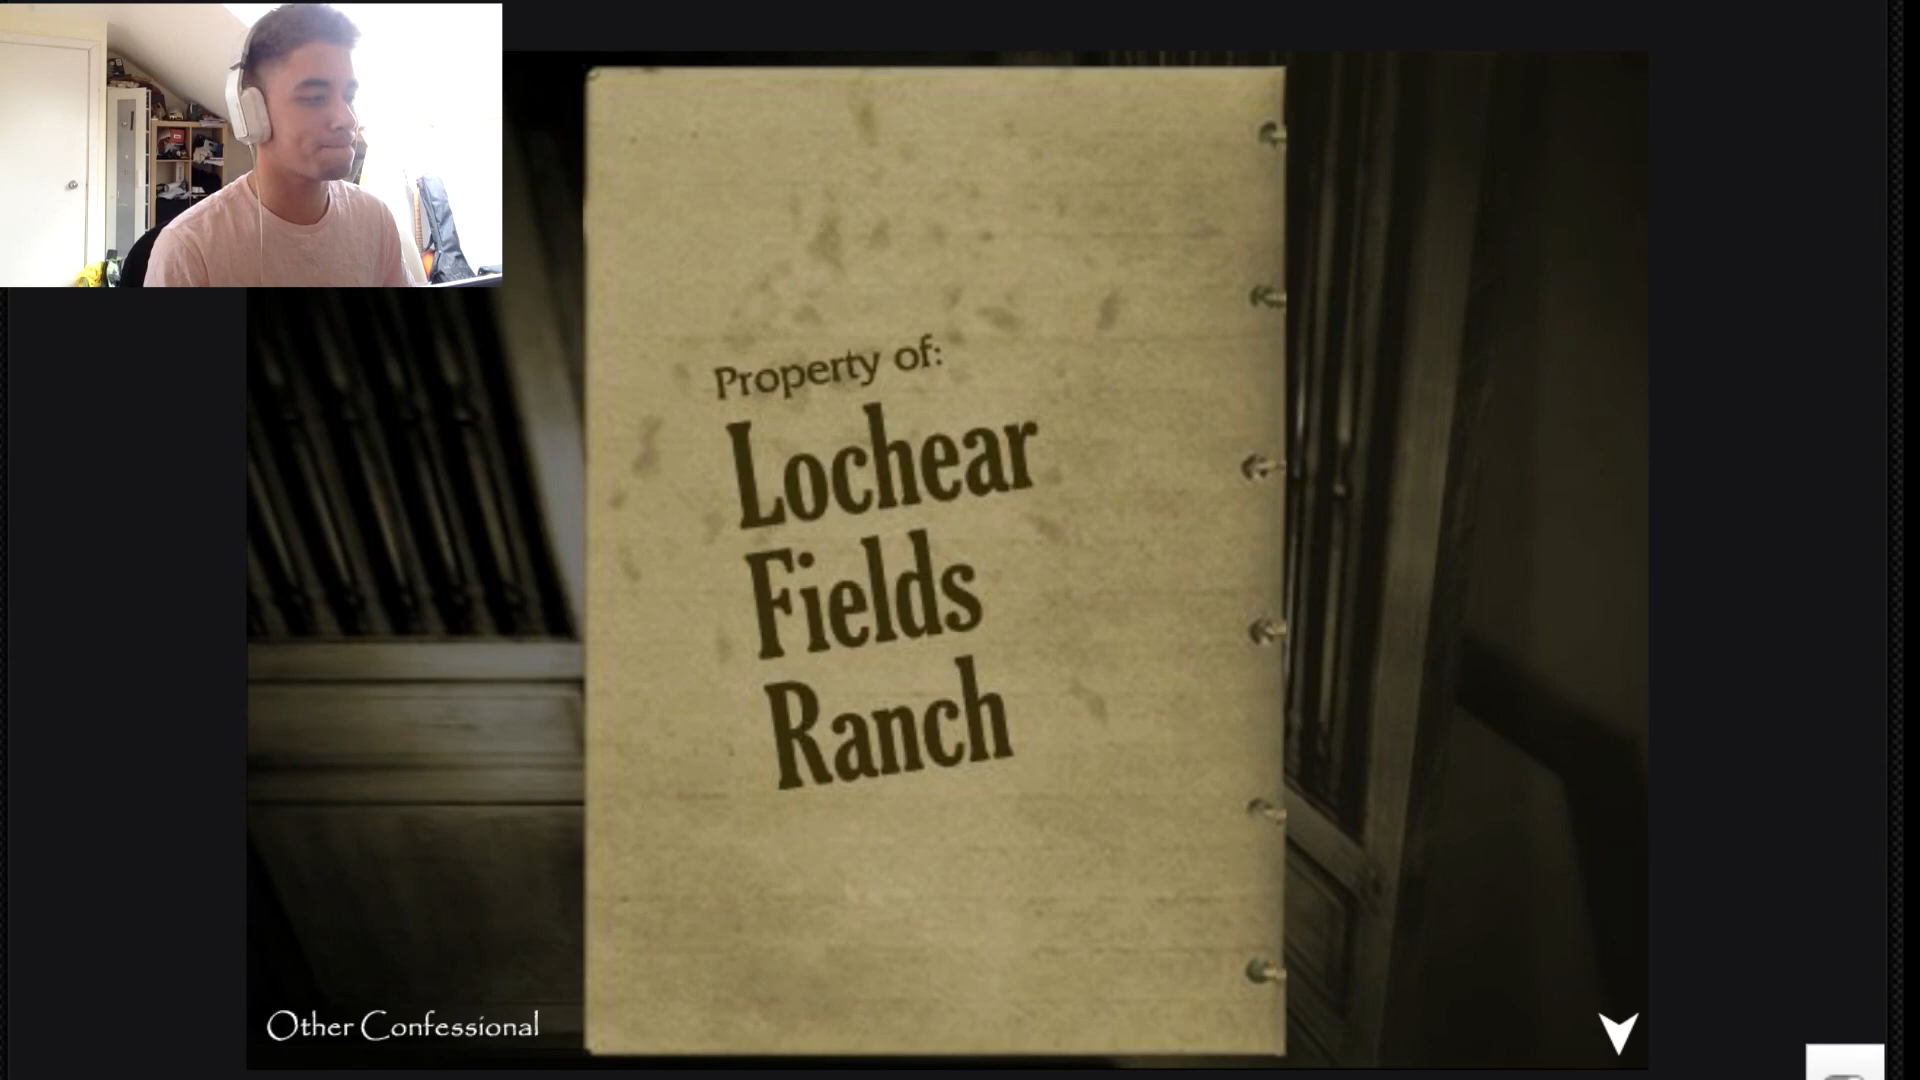 Property of:
Lochear
Fields
Ranch
Other Confessional